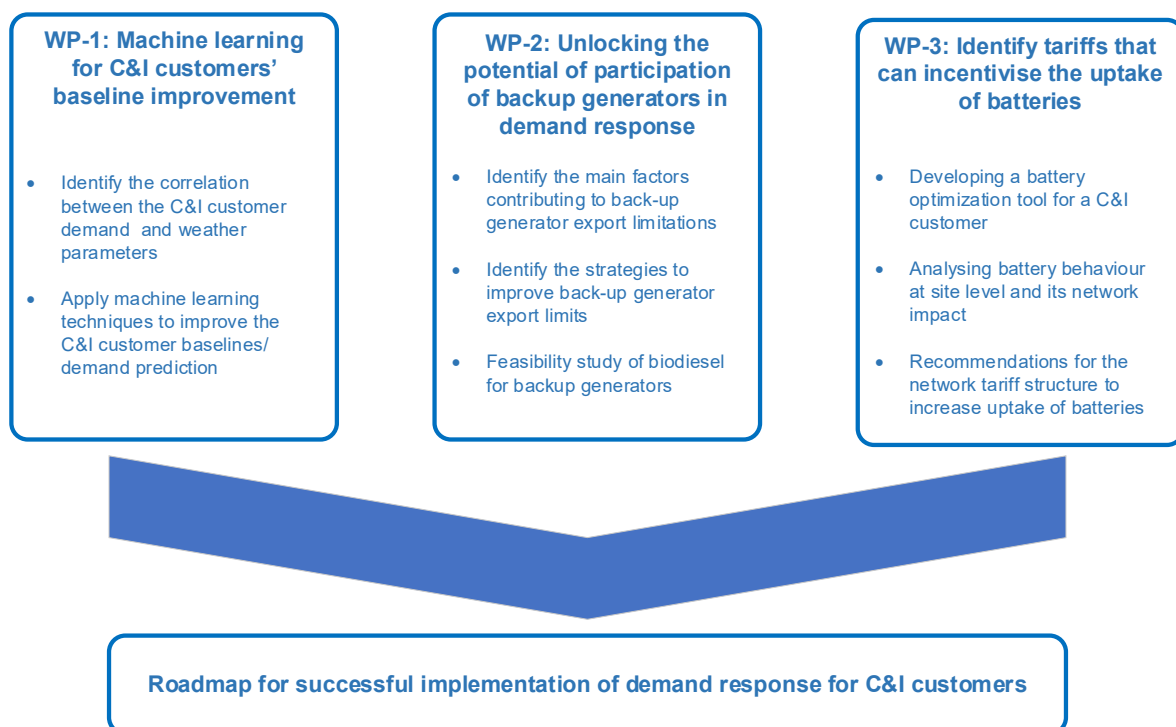 WP-1: Machine learning
for C&I customers’
baseline improvement
• Identify the correlation
between the C&I customer
demand and weather
parameters
• Apply machine learning
techniques to improve the
C&I customer baselines/
demand prediction
WP-2: Unlocking the
potential of participation
of backup generators in
demand response
• Identify the main factors
contributing to back-up
generator export limitations
• Identify the strategies to
improve back-up generator
export limits
• Feasibility study of biodiesel
for backup generators
WP-3: Identify tariffs that
can incentivise the uptake
of batteries
• Developing a battery
optimization tool for a C&I
customer
• Analysing battery behaviour
at site level and its network
impact
• Recommendations for the
network tariff structure to
increase uptake of batteries
Roadmap for successful implementation of demand response for C&I customers